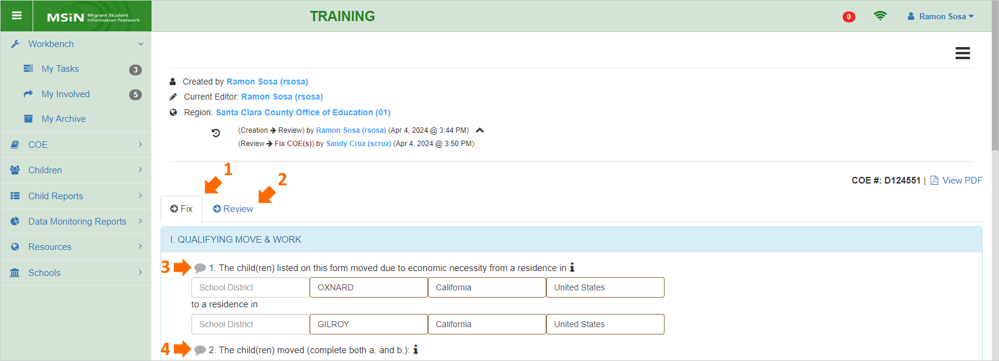 MSiN Migrant Student
Information Network
TRAINING
0
Ramon Sosa
Workbench
My Tasks 3
My Involved 5
My Archive
COE
Children
Child Reports
Data Monitoring Reports
Resources
Schools
Created by Ramon Sosa (rsosa)
Current Editor: Ramon Sosa (rsosa)
Region: Santa Clara County Office of Education (01)
(Creation → Review) by Ramon Sosa (rsosa) (Apr 4, 2024 @ 3:44 PM)
(Review → Fix COE(s)) by Sandy Cruz (scruz) (Apr 4, 2024 @ 3:50 PM)
COE #: D124551 | View PDF
1
2
Fix Review
I. QUALIFYING MOVE & WORK
3 1. The child(ren) listed on this form moved due to economic necessity from a residence in
School District OXNARD California United States
to a residence in
School District GILROY California United States
4 2. The child(ren) moved (complete both a. and b.):